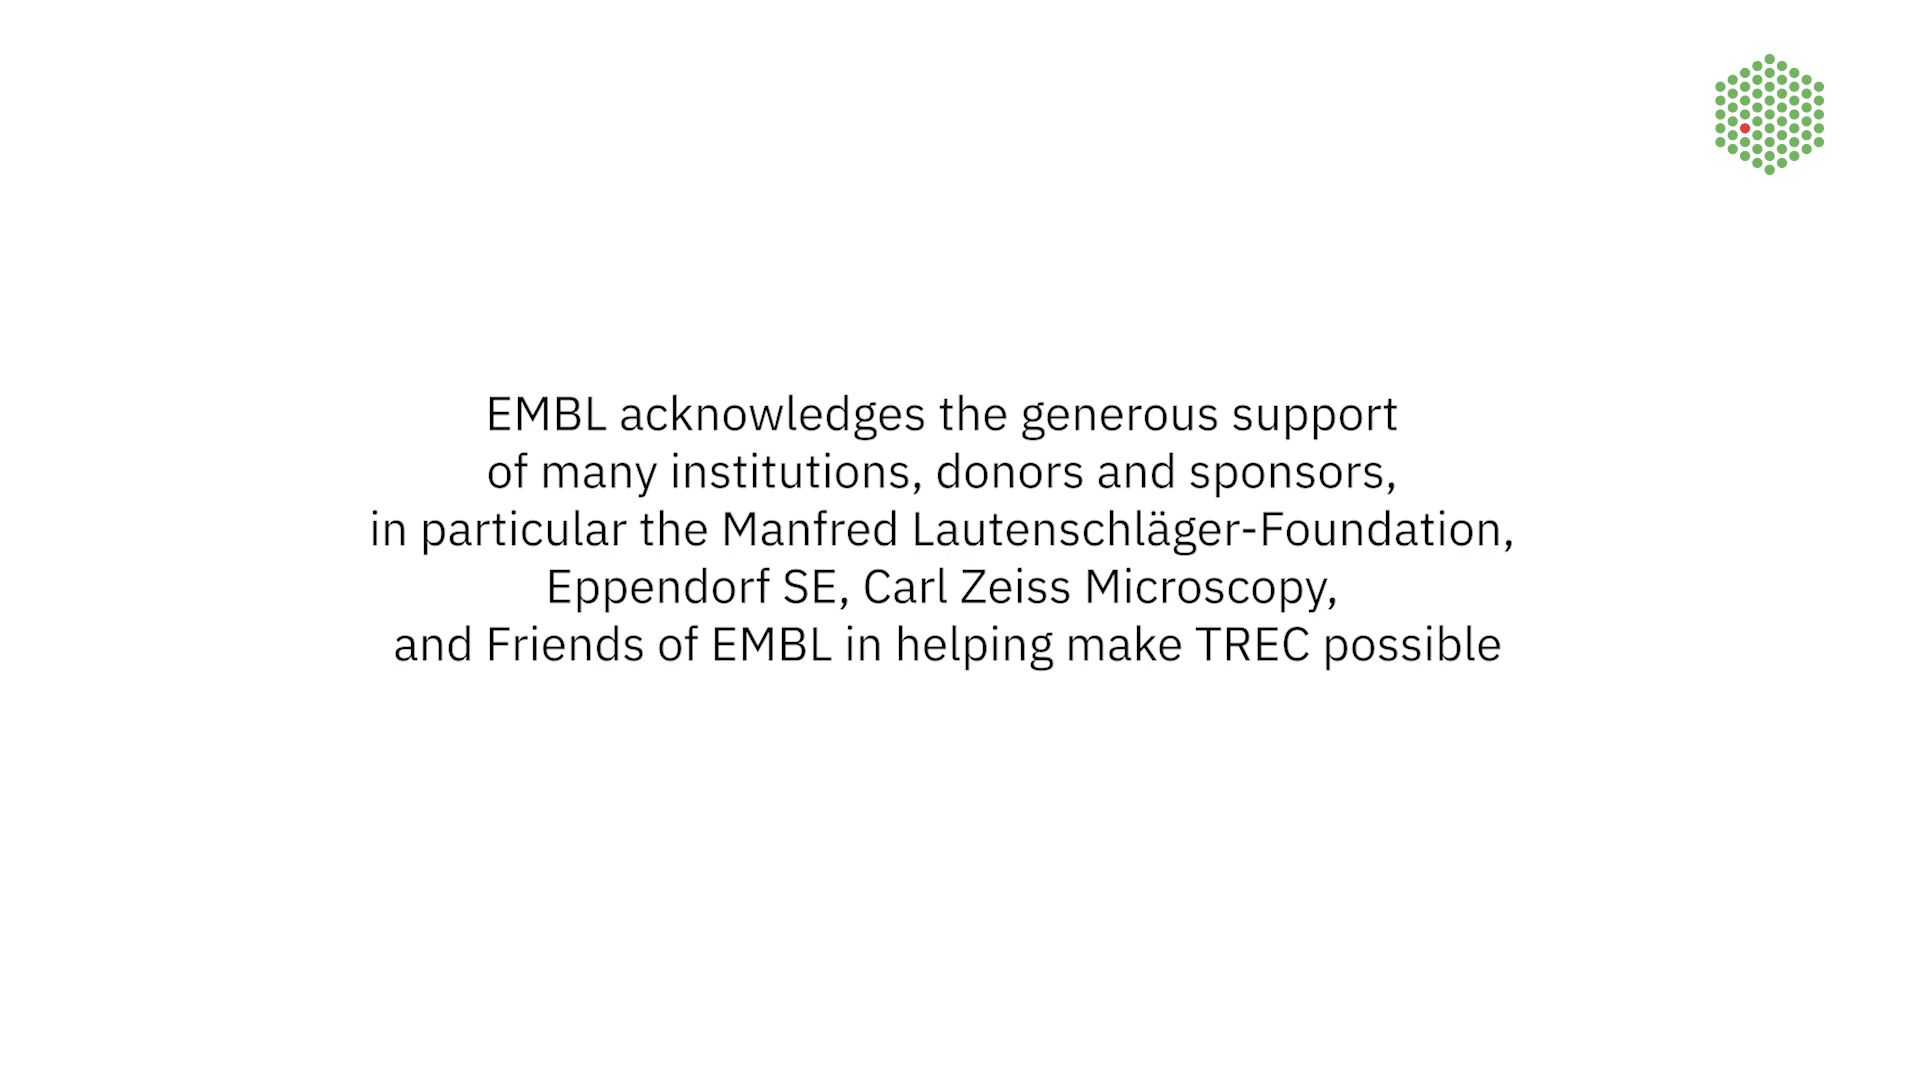 EMBL acknowledges the generous support
of many institutions, donors and sponsors,
in particular the Manfred Lautenschläger-Foundation,
Eppendorf SE, Carl Zeiss Microscopy,
and Friends of EMBL in helping make TREC possible